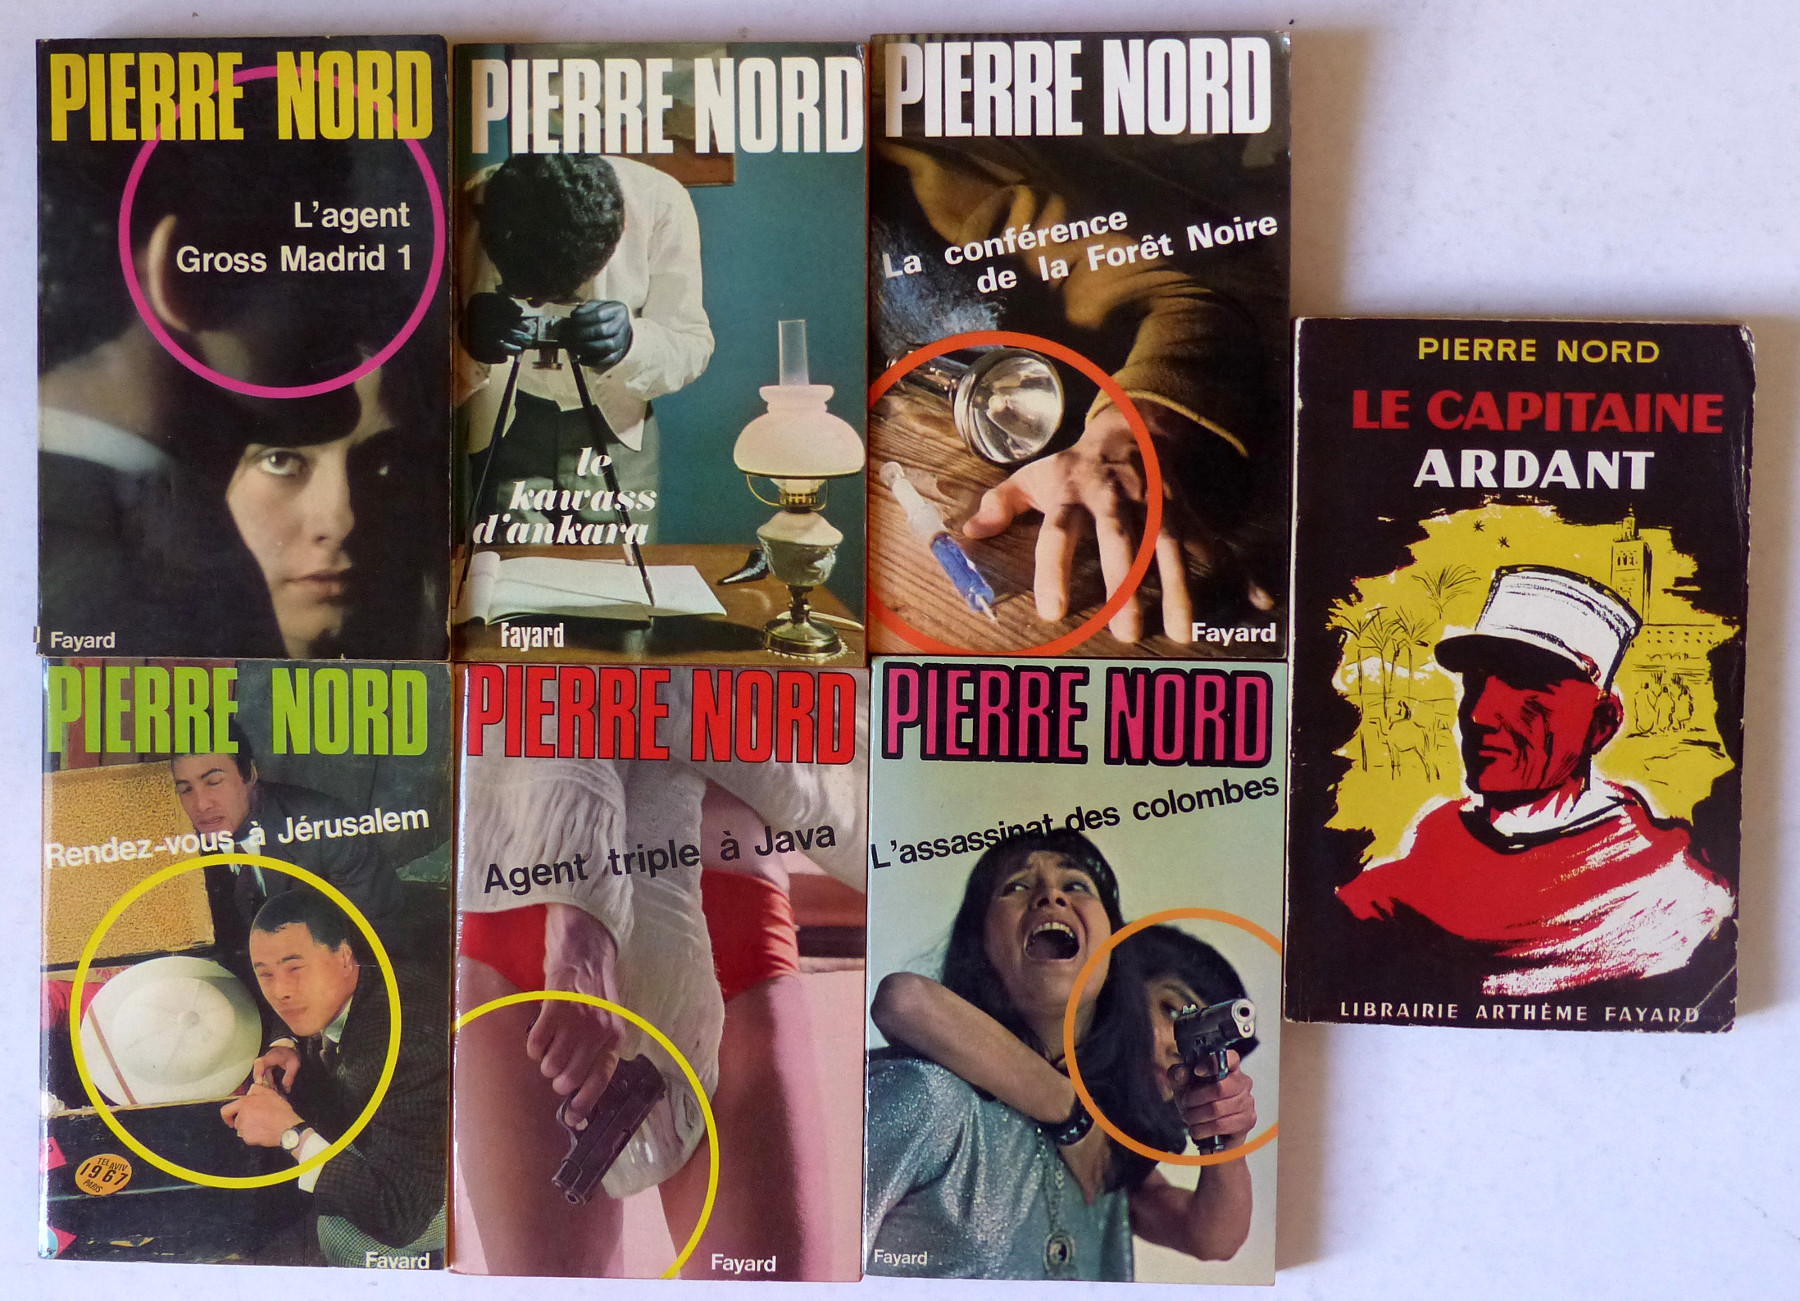 PIERRE NORD
L'agent
Gross Madrid 1
Fayard
PIERRE NORD
le
kawass
d'ankara
Fayard
PIERRE NORD
La conférence
de la Forêt Noire
Fayard
PIERRE NORD
Rendez-vous à Jérusalem
TEL AVIV
1967
PARIS
Fayard
PIERRE NORD
Agent triple à Java
Fayard
PIERRE NORD
L'assassinat des colombes
Fayard
PIERRE NORD
LE CAPITAINE
ARDANT
LIBRAIRIE ARTHÈME FAYARD